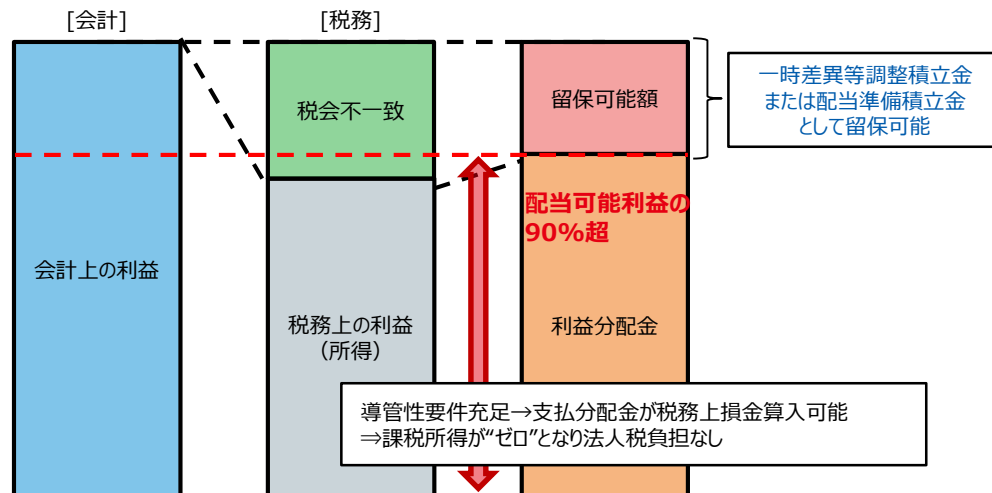 [会計]
[税務]
会計上の利益
税会不一致
税務上の利益
(所得)
留保可能額
配当可能利益の
90%超
利益分配金
一時差異等調整積立金
または配当準備積立金
として留保可能
導管性要件充足→支払分配金が税務上損金算入可能
⇒課税所得が“ゼロ”となり法人税負担なし